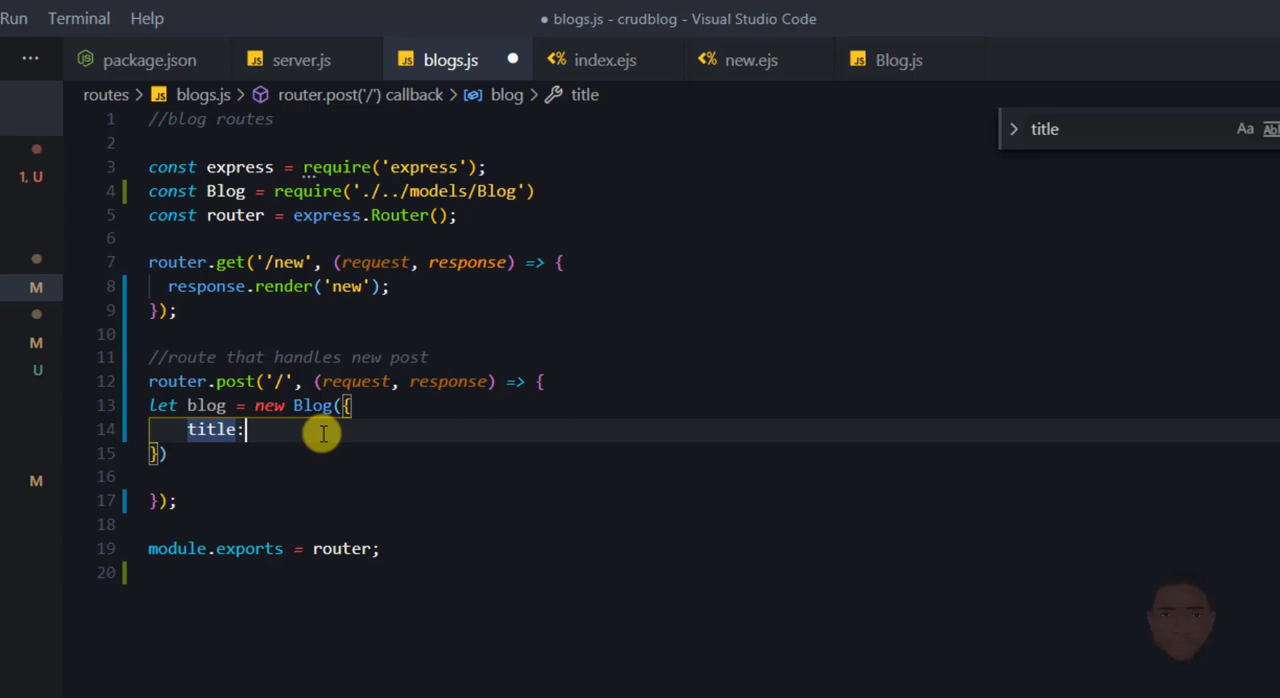 Run Terminal Help ● blogs.js - crudblog - Visual Studio Code
... package.json server.js blogs.js ● index.ejs new.ejs Blog.js
routes > blogs.js > router.post('/') callback > blog > title
title Aa Ab
1 //blog routes
2
3 const express = require('express');
4 const Blog = require('./../models/Blog')
5 const router = express.Router();
6
7 router.get('/new', (request, response) => {
8 response.render('new');
9 });
10
11 //route that handles new post
12 router.post('/', (request, response) => {
13 let blog = new Blog({
14 title:
15 })
16
17 });
18
19 module.exports = router;
20
1, U
M
M
U
M